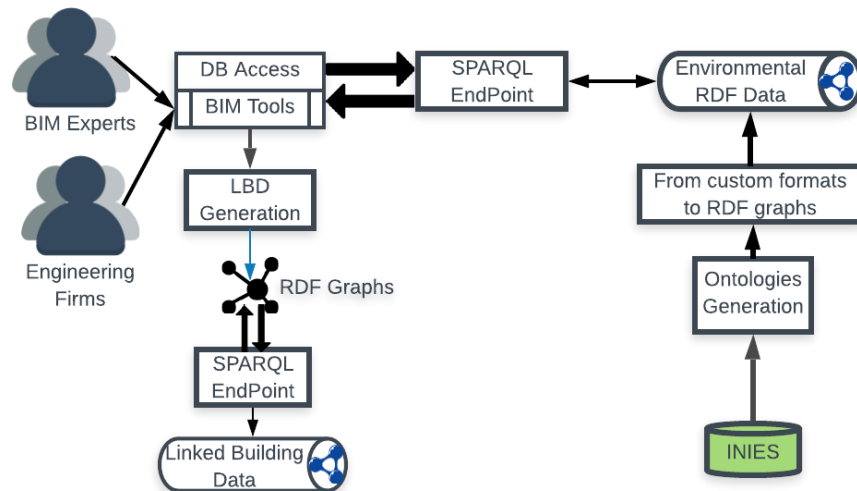 BIM Experts
Engineering
Firms
DB Access
BIM Tools
LBD
Generation
RDF Graphs
SPARQL
EndPoint
Linked Building
Data
SPARQL
EndPoint
Environmental
RDF Data
From custom formats
to RDF graphs
Ontologies
Generation
INIES